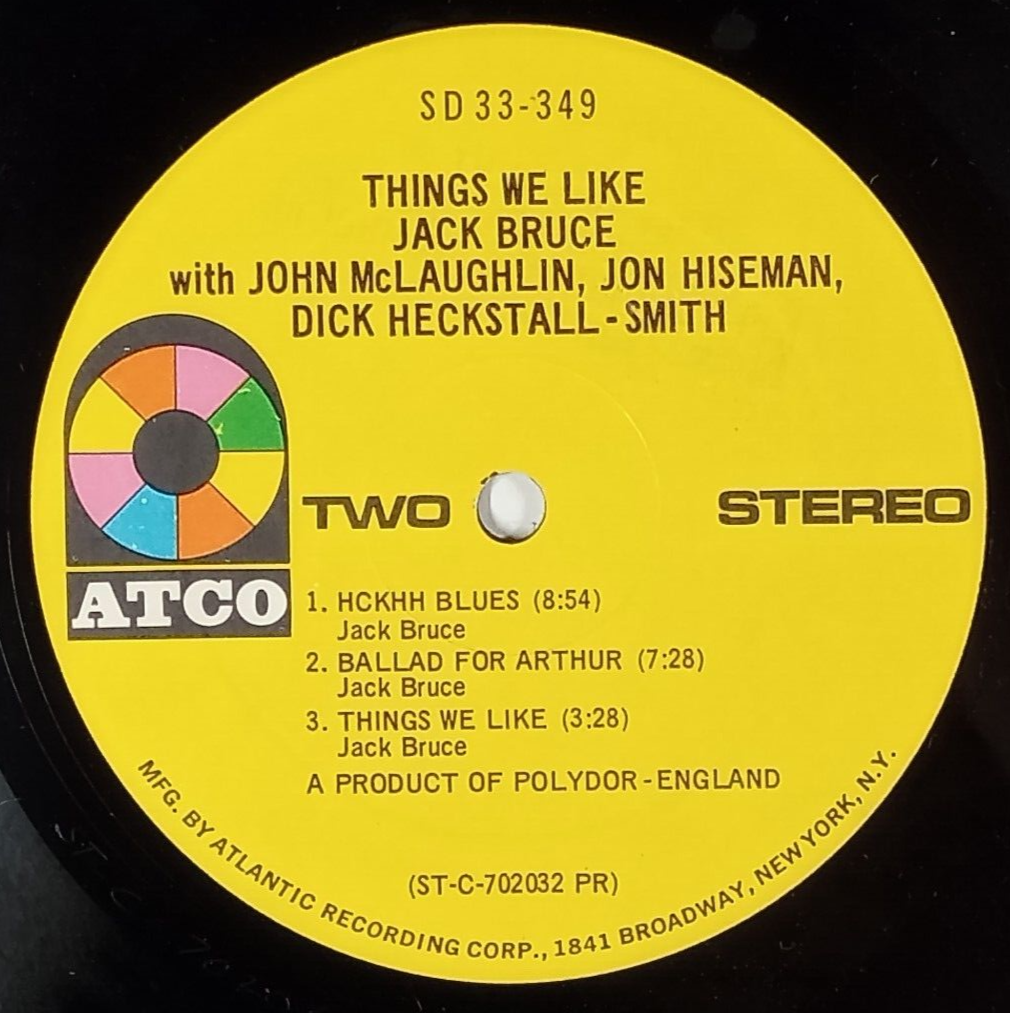 SD 33-349
THINGS WE LIKE
JACK BRUCE
with JOHN McLAUGHLIN, JON HISEMAN,
DICK HECKSTALL-SMITH
ATCO
TWO
STEREO
1. HCKHH BLUES (8:54)
Jack Bruce
2. BALLAD FOR ARTHUR (7:28)
Jack Bruce
3. THINGS WE LIKE (3:28)
Jack Bruce
A PRODUCT OF POLYDOR-ENGLAND
(ST-C-702032 PR)
MFG. BY ATLANTIC RECORDING CORP., 1841 BROADWAY, NEW YORK, N.Y.